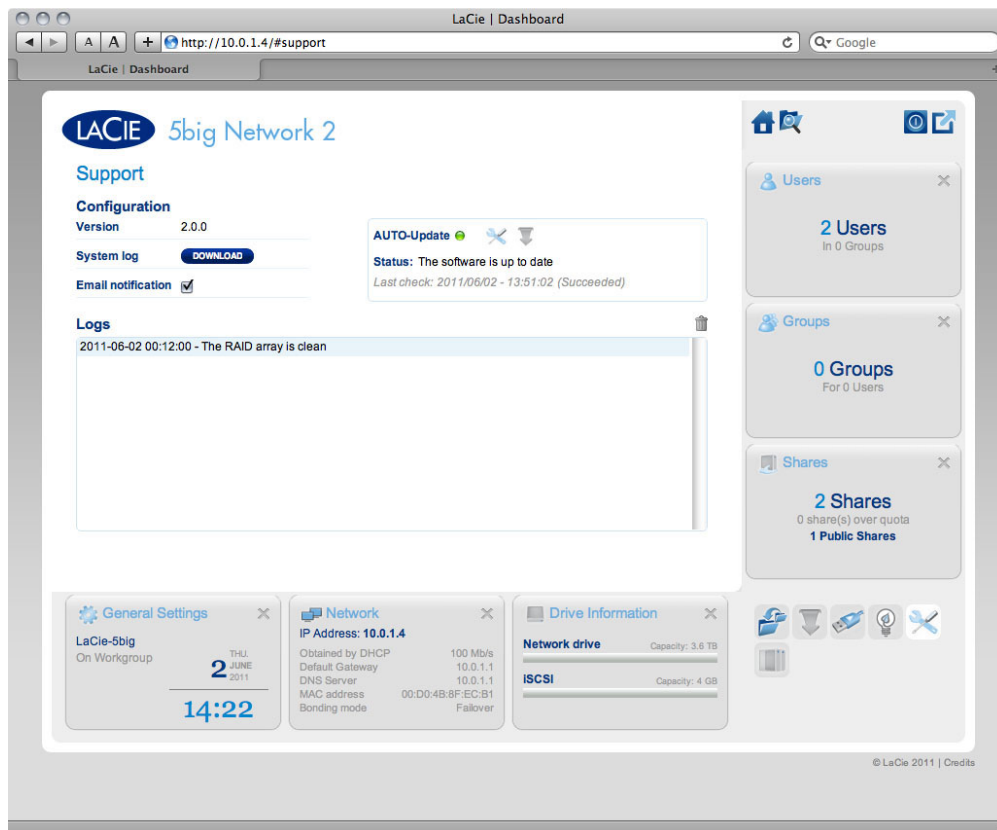 LaCie | Dashboard
A A + http://10.0.1.4/#support Google
LaCie | Dashboard
LACIE 5big Network 2
Support
Configuration
Version 2.0.0
System log DOWNLOAD
Email notification
AUTO-Update
Status: The software is up to date
Last check: 2011/06/02 - 13:51:02 (Succeeded)
Logs
2011-06-02 00:12:00 - The RAID array is clean
Users
2 Users
In 0 Groups
Groups
0 Groups
For 0 Users
Shares
2 Shares
0 share(s) over quota
1 Public Shares
General Settings
LaCie-5big
On Workgroup
THU.
2 JUNE
2011
14:22
Network
IP Address: 10.0.1.4
Obtained by DHCP 100 Mb/s
Default Gateway 10.0.1.1
DNS Server 10.0.1.1
MAC address 00:D0:4B:8F:EC:B1
Bonding mode Failover
Drive Information
Network drive Capacity: 3.6 TB
iSCSI Capacity: 4 GB
© LaCie 2011 | Credits